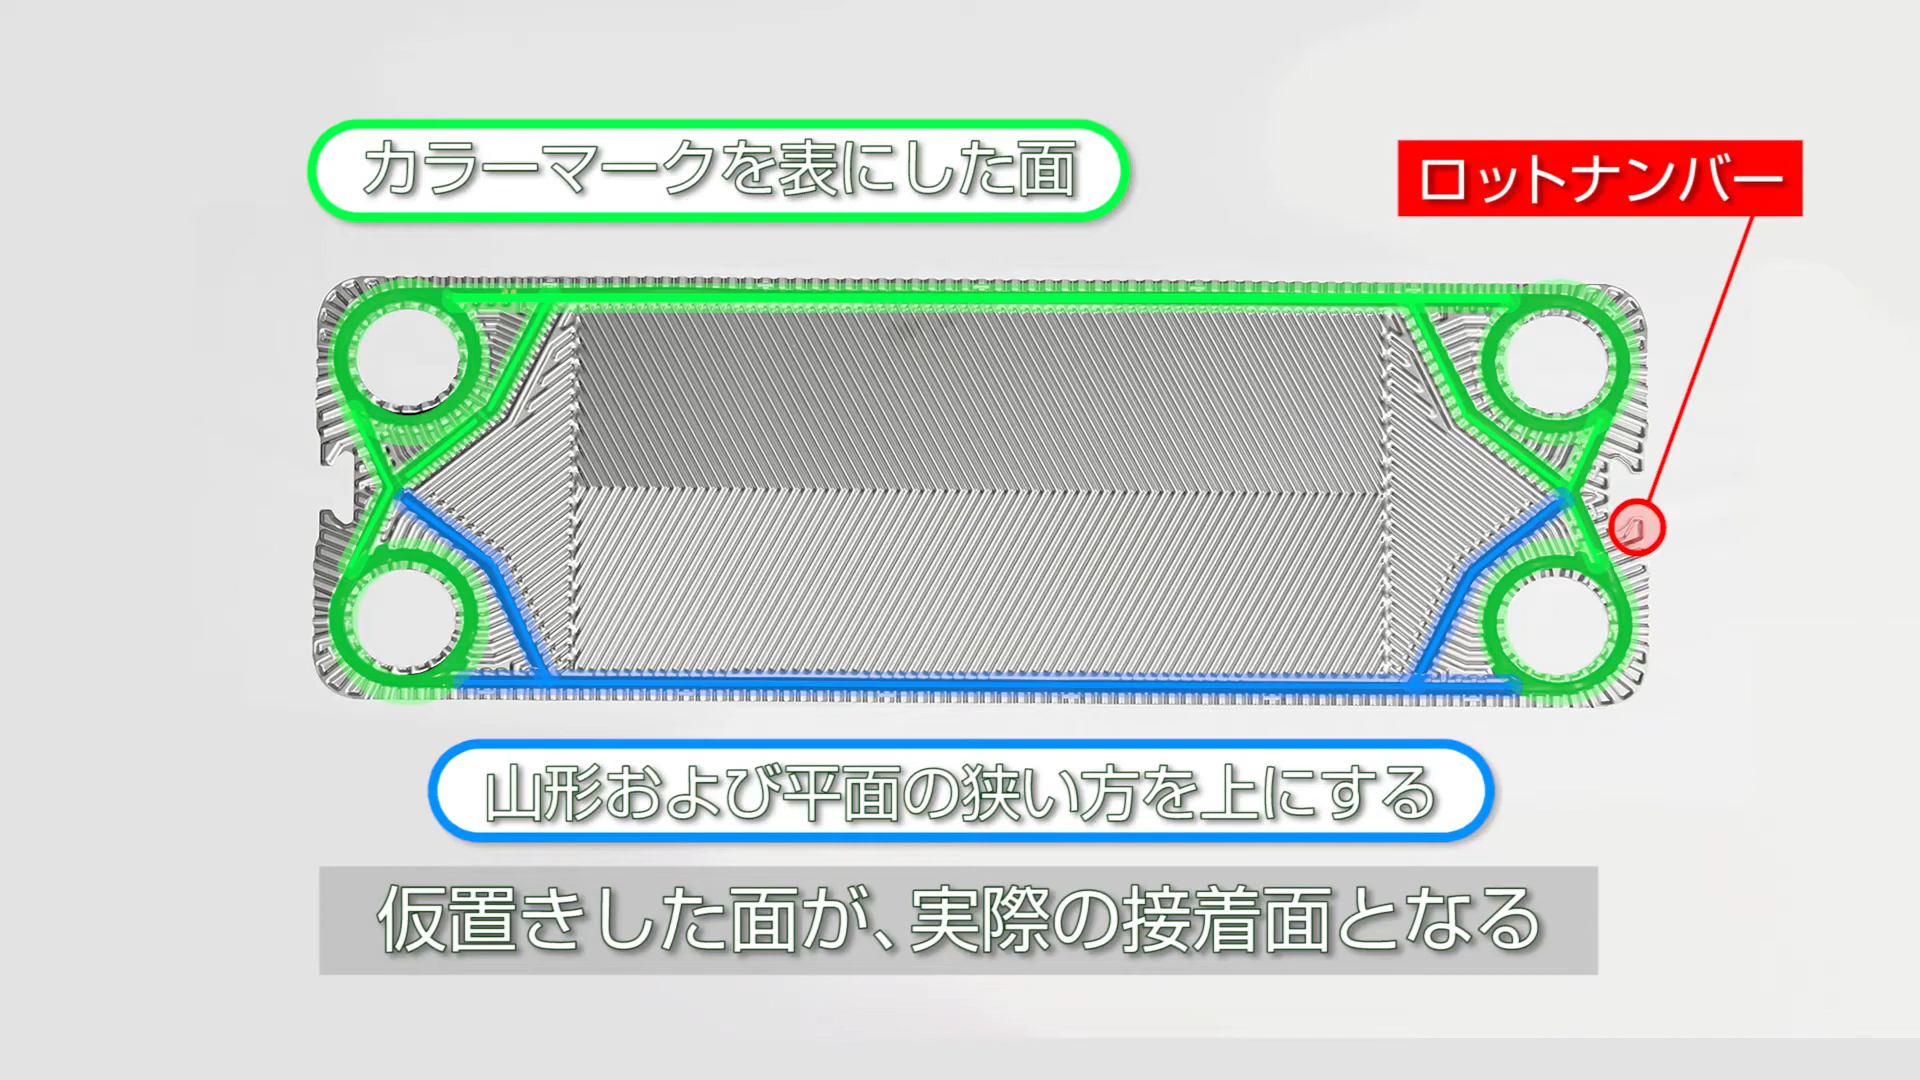 カラーマークを表にした面
ロットナンバー
山形および平面の狭い方を上にする
仮置きした面が、実際の接着面となる